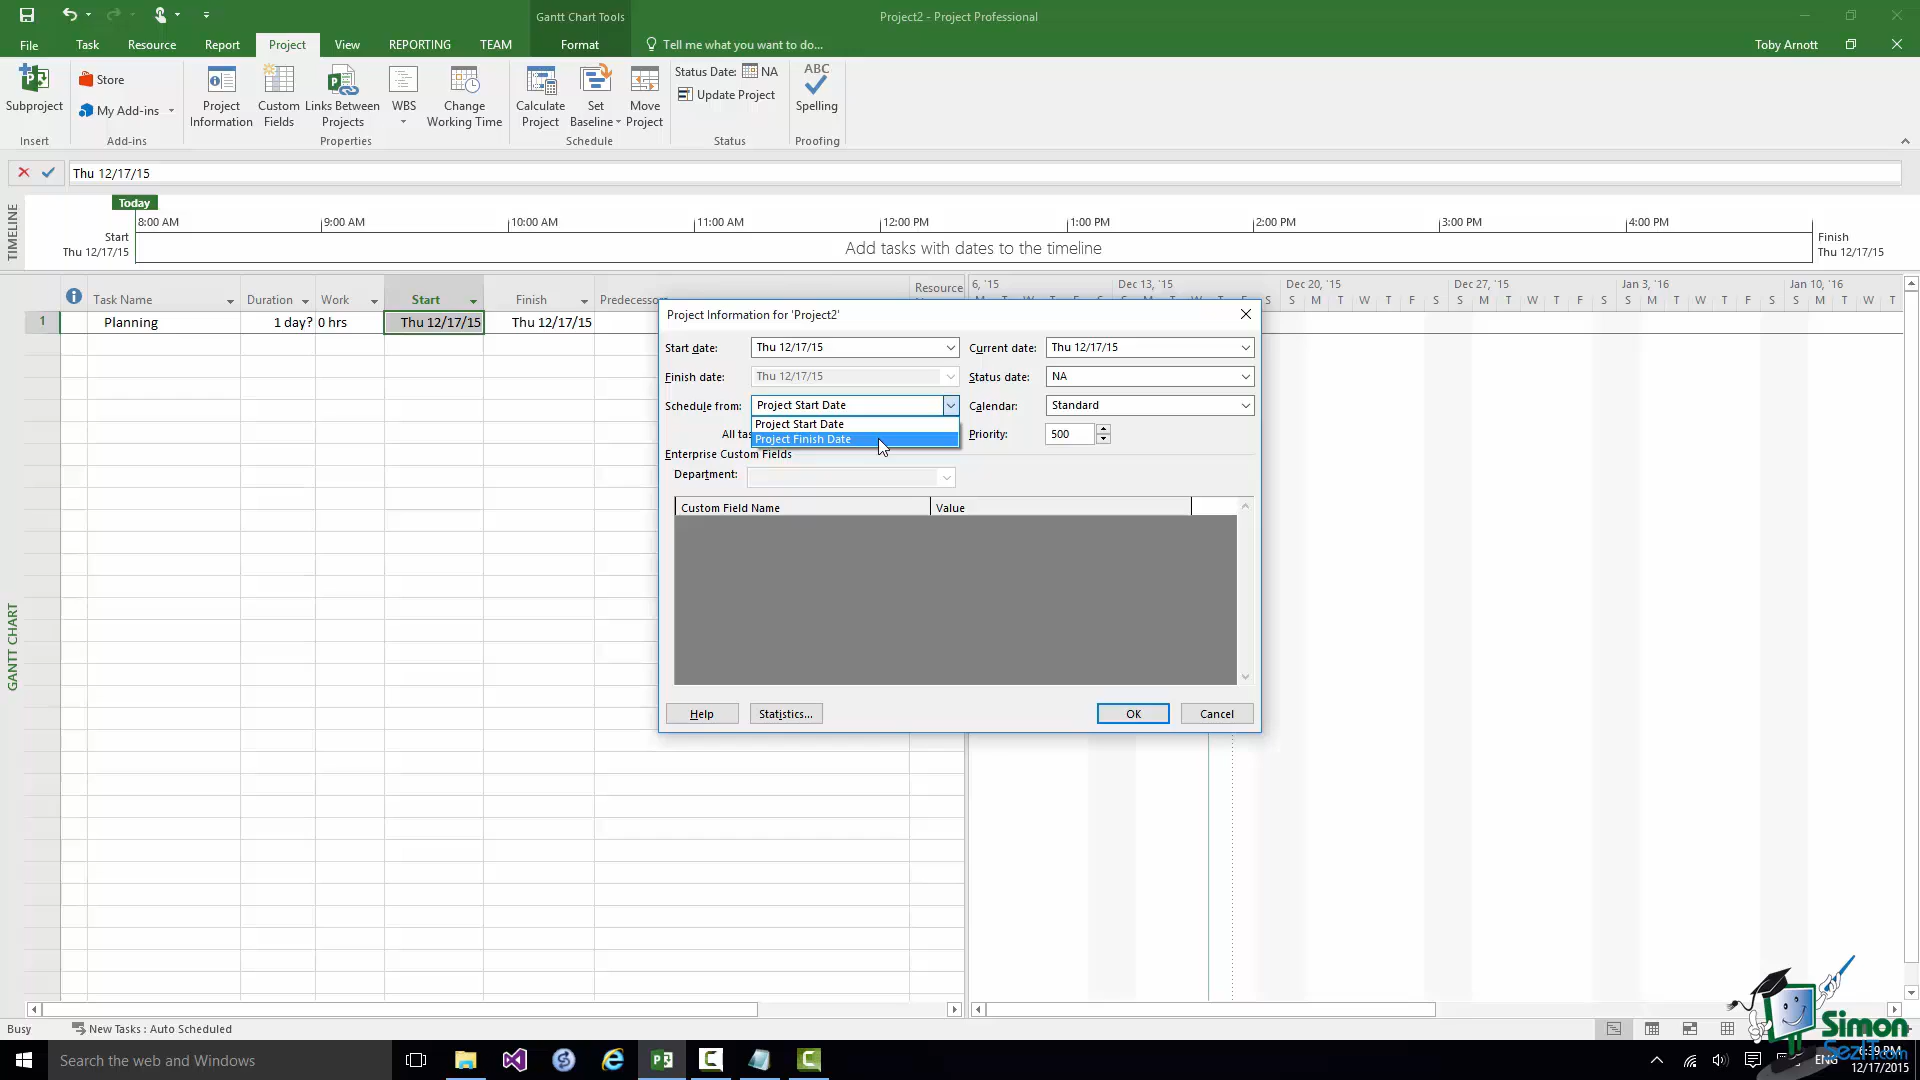 Gantt Chart Tools
Project2 - Project Professional
File Task Resource Report Project View REPORTING TEAM Format Tell me what you want to do... Toby Arnott
Subproject
Store
My Add-ins
Project Information
Custom Fields
Links Between Projects
WBS
Change Working Time
Calculate Project
Set Baseline
Move Project
Status Date: NA
Update Project
ABC
Spelling
Insert Add-ins Properties Schedule Status Proofing
Thu 12/17/15
TIMELINE
Today
8:00 AM 9:00 AM 10:00 AM 11:00 AM 12:00 PM 1:00 PM 2:00 PM 3:00 PM 4:00 PM
Start
Thu 12/17/15
Add tasks with dates to the timeline
Finish
Thu 12/17/15
Task Name Duration Work Start Finish Predecessors Resource
6, '15 Dec 13, '15 Dec 20, '15 Dec 27, '15 Jan 3, '16 Jan 10, '16
S S M T W T F S S M T W T F S S M T W T F S S M T W T
1 Planning 1 day? 0 hrs Thu 12/17/15 Thu 12/17/15
GANTT CHART
Project Information for 'Project2'
Start date: Thu 12/17/15 Current date: Thu 12/17/15
Finish date: Thu 12/17/15 Status date: NA
Schedule from: Project Start Date Calendar: Standard
Project Start Date
All tas Project Finish Date Priority: 500
Enterprise Custom Fields
Department:
Custom Field Name Value
Help Statistics... OK Cancel
Busy New Tasks : Auto Scheduled
Simon
SezIT.com
Search the web and Windows
ENG
6:39 PM
12/17/2015